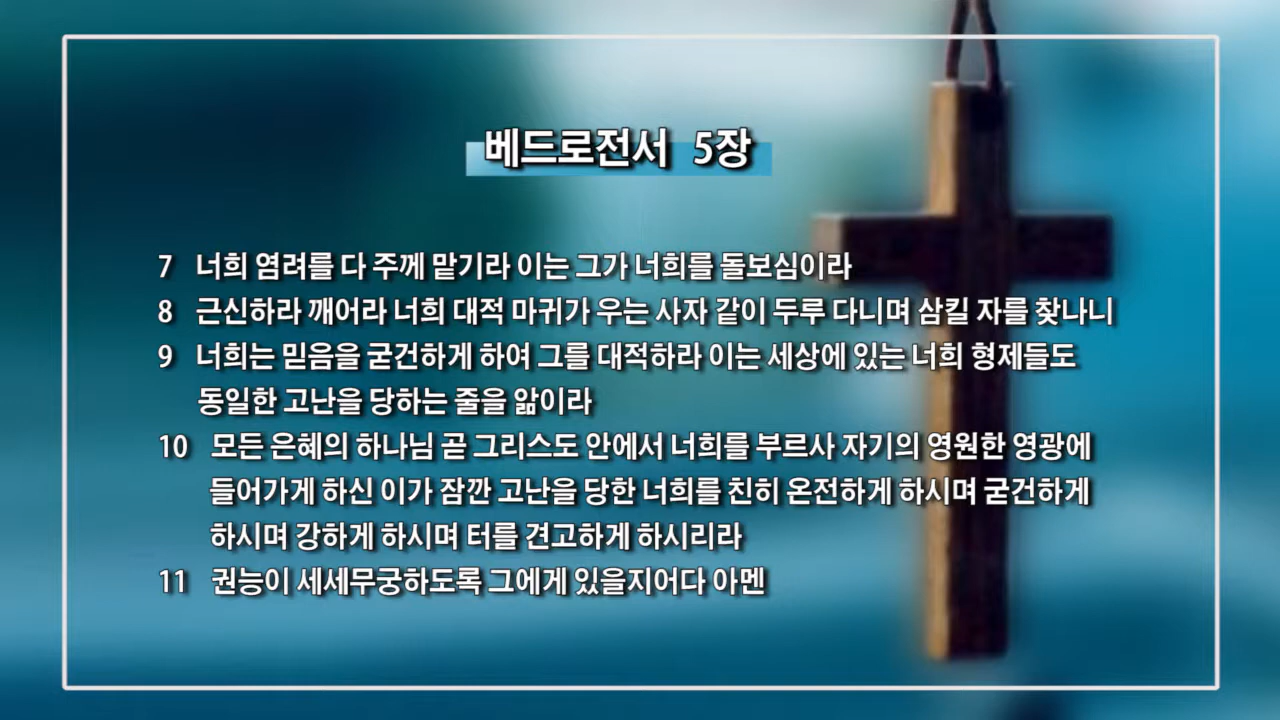 베드로전서 5장
7 너희 염려를 다 주께 맡기라 이는 그가 너희를 돌보심이라
8 근신하라 깨어라 너희 대적 마귀가 우는 사자 같이 두루 다니며 삼킬 자를 찾나니
9 너희는 믿음을 굳건하게 하여 그를 대적하라 이는 세상에 있는 너희 형제들도
동일한 고난을 당하는 줄을 앎이라
10 모든 은혜의 하나님 곧 그리스도 안에서 너희를 부르사 자기의 영원한 영광에
들어가게 하신 이가 잠깐 고난을 당한 너희를 친히 온전하게 하시며 굳건하게
하시며 강하게 하시며 터를 견고하게 하시리라
11 권능이 세세무궁하도록 그에게 있을지어다 아멘